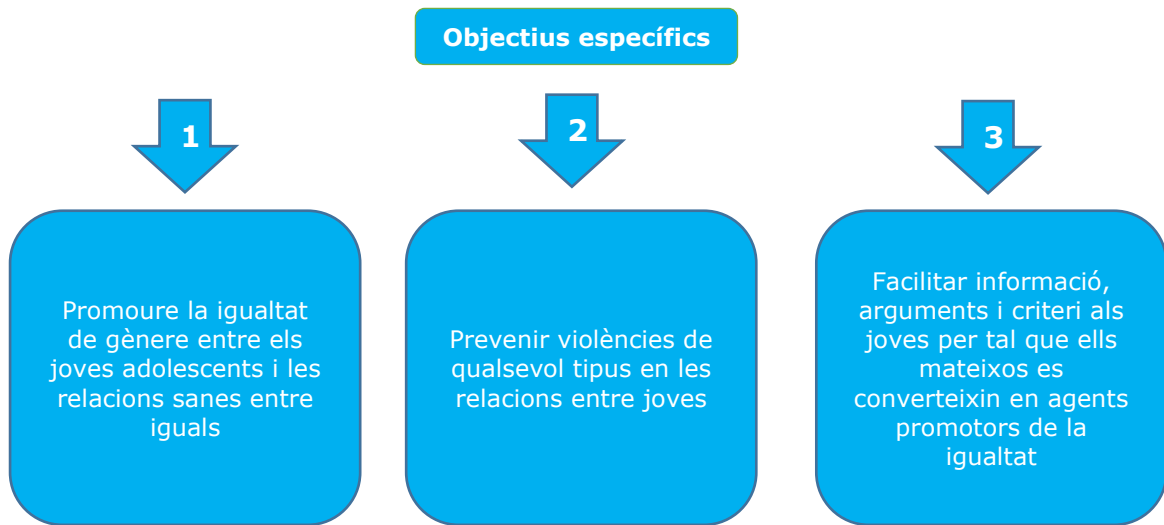 Objectius específics
1
2
3
Promoure la igualtat
de gènere entre els
joves adolescents i les
relacions sanes entre
iguals
Prevenir violències de
qualsevol tipus en les
relacions entre joves
Facilitar informació,
arguments i criteri als
joves per tal que ells
mateixos es
converteixin en agents
promotors de la
igualtat